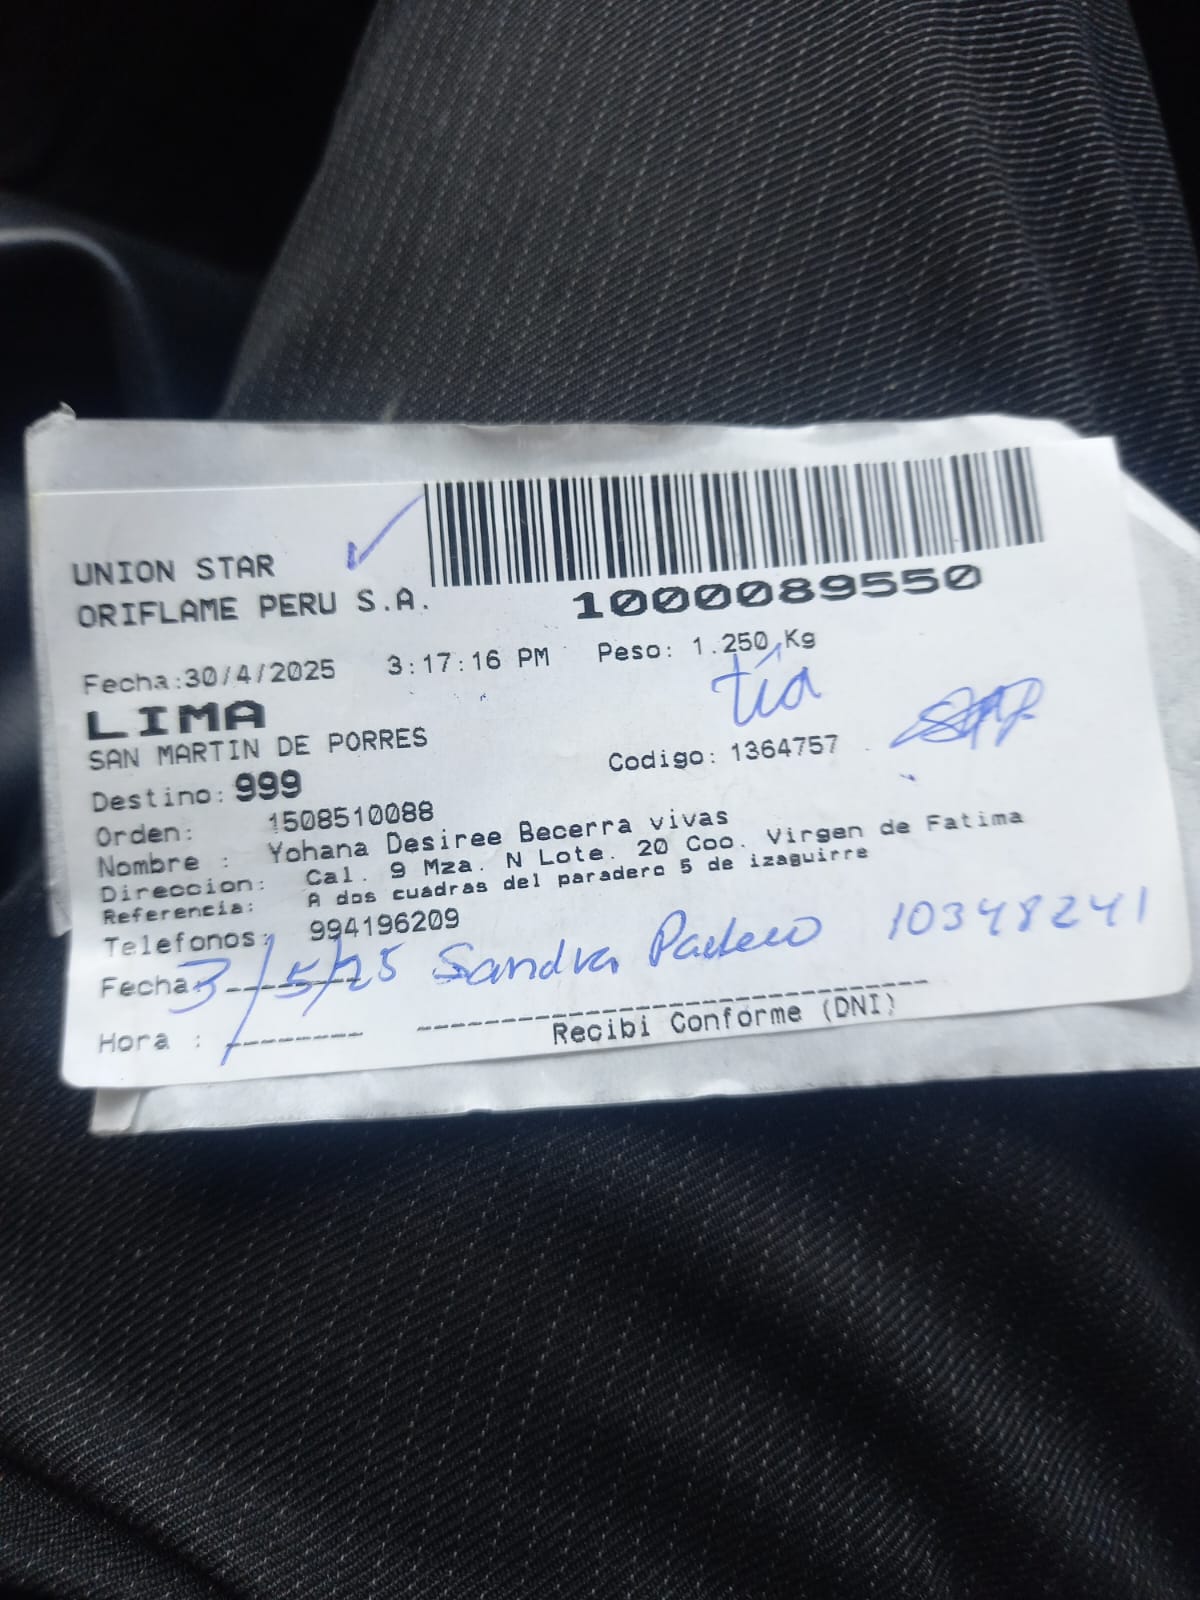 UNION STAR
ORIFLAME PERU S.A.
1000089550
Fecha:30/4/2025 3:17:16 PM Peso: 1.250 Kg
tía
LIMA
SAN MARTIN DE PORRES
Destino: 999 Codigo: 1364757
Orden: 1508510088
Nombre : Yohana Desiree Becerra vivas
Direccion: Cal. 9 Mza. N Lote. 20 Coo. Virgen de Fatima
Referencia: A dos cuadras del paradero 5 de izaguirre
Telefonos: 994196209
Fecha: 3/5/25 Sandra Pacheco 10348241
Hora : --------
Recibi Conforme (DNI)